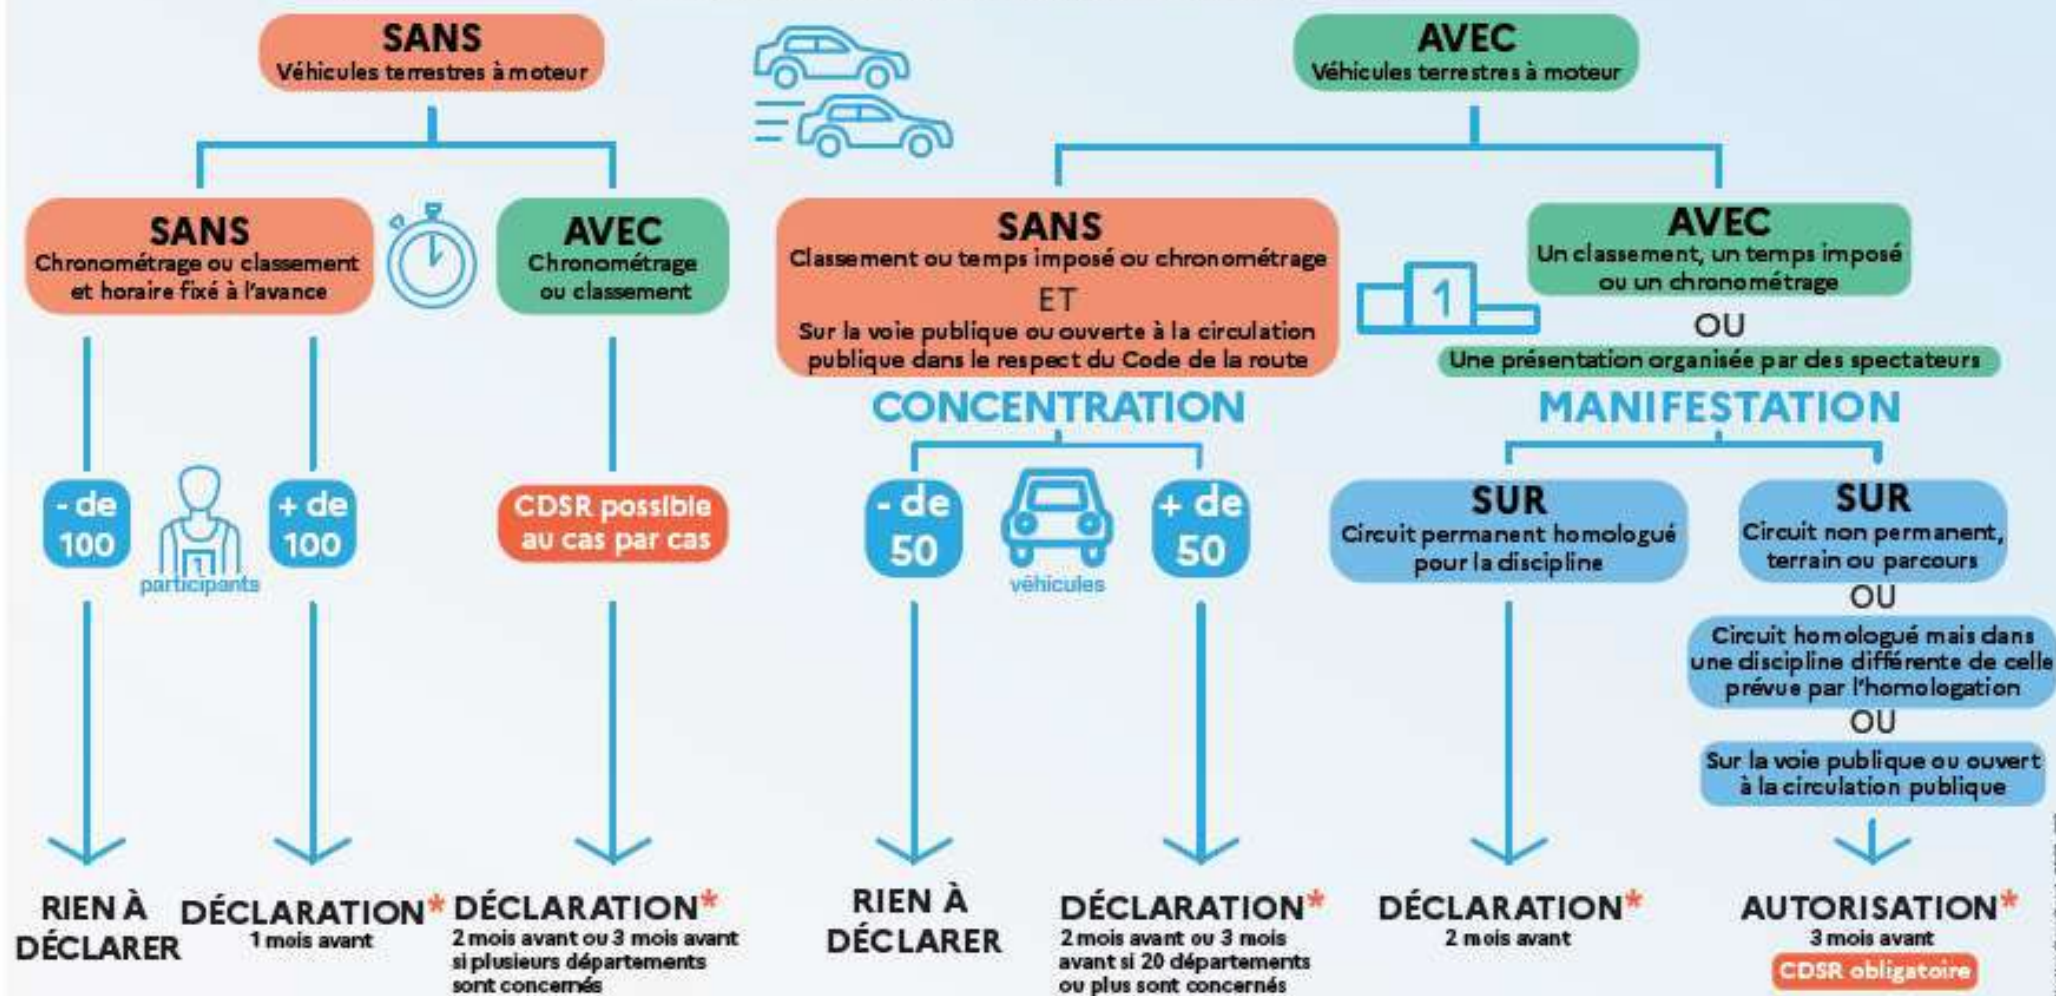 SANS
Véhicules terrestres à moteur
AVEC
Véhicules terrestres à moteur
SANS
Chronométrage ou classement
et horaire fixé à l'avance
AVEC
Chronométrage
ou classement
SANS
Classement ou temps imposé ou chronométrage
ET
Sur la voie publique ou ouverte à la circulation
publique dans le respect du Code de la route
1
AVEC
Un classement, un temps imposé
ou un chronométrage
OU
Une présentation organisée par des spectateurs
CONCENTRATION
MANIFESTATION
- de
100
1
participants
+ de
100
CDSR possible
au cas par cas
- de
50
véhicules
+ de
50
SUR
Circuit permanent homologué
pour la discipline
SUR
Circuit non permanent,
terrain ou parcours
OU
Circuit homologué mais dans
une discipline différente de celle
prévue par l'homologation
OU
Sur la voie publique ou ouvert
à la circulation publique
RIEN À
DÉCLARER
DÉCLARATION*
1 mois avant
DÉCLARATION*
2 mois avant ou 3 mois avant
si plusieurs départements
sont concernés
RIEN À
DÉCLARER
DÉCLARATION*
2 mois avant ou 3 mois
avant si 20 départements
ou plus sont concernés
DÉCLARATION*
2 mois avant
AUTORISATION*
3 mois avant
CDSR obligatoire